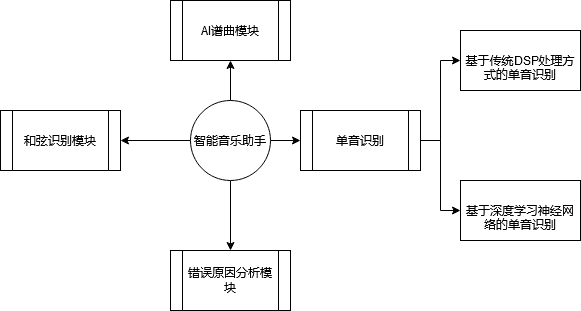 AI谱曲模块
基于传统DSP处理方
式的单音识别
和弦识别模块
智能音乐助手
单音识别
基于深度学习神经网
络的单音识别
错误原因分析模
块